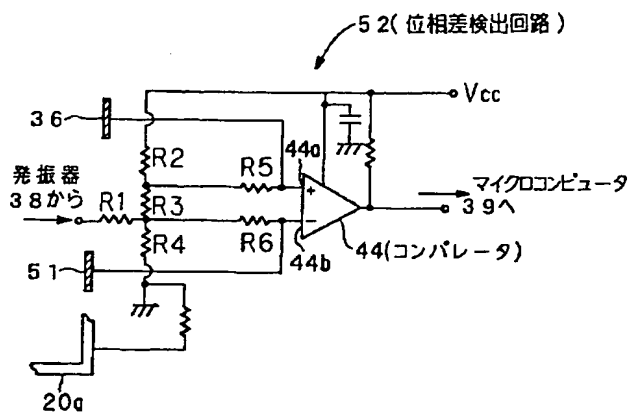 52(位相差検出回路)
Vcc
36
R2
R5
44a
+
発振器
38から
R1
R3
マイクロコンピュータ
39へ
R6
−
R4
44b
44(コンパレータ)
51
20a